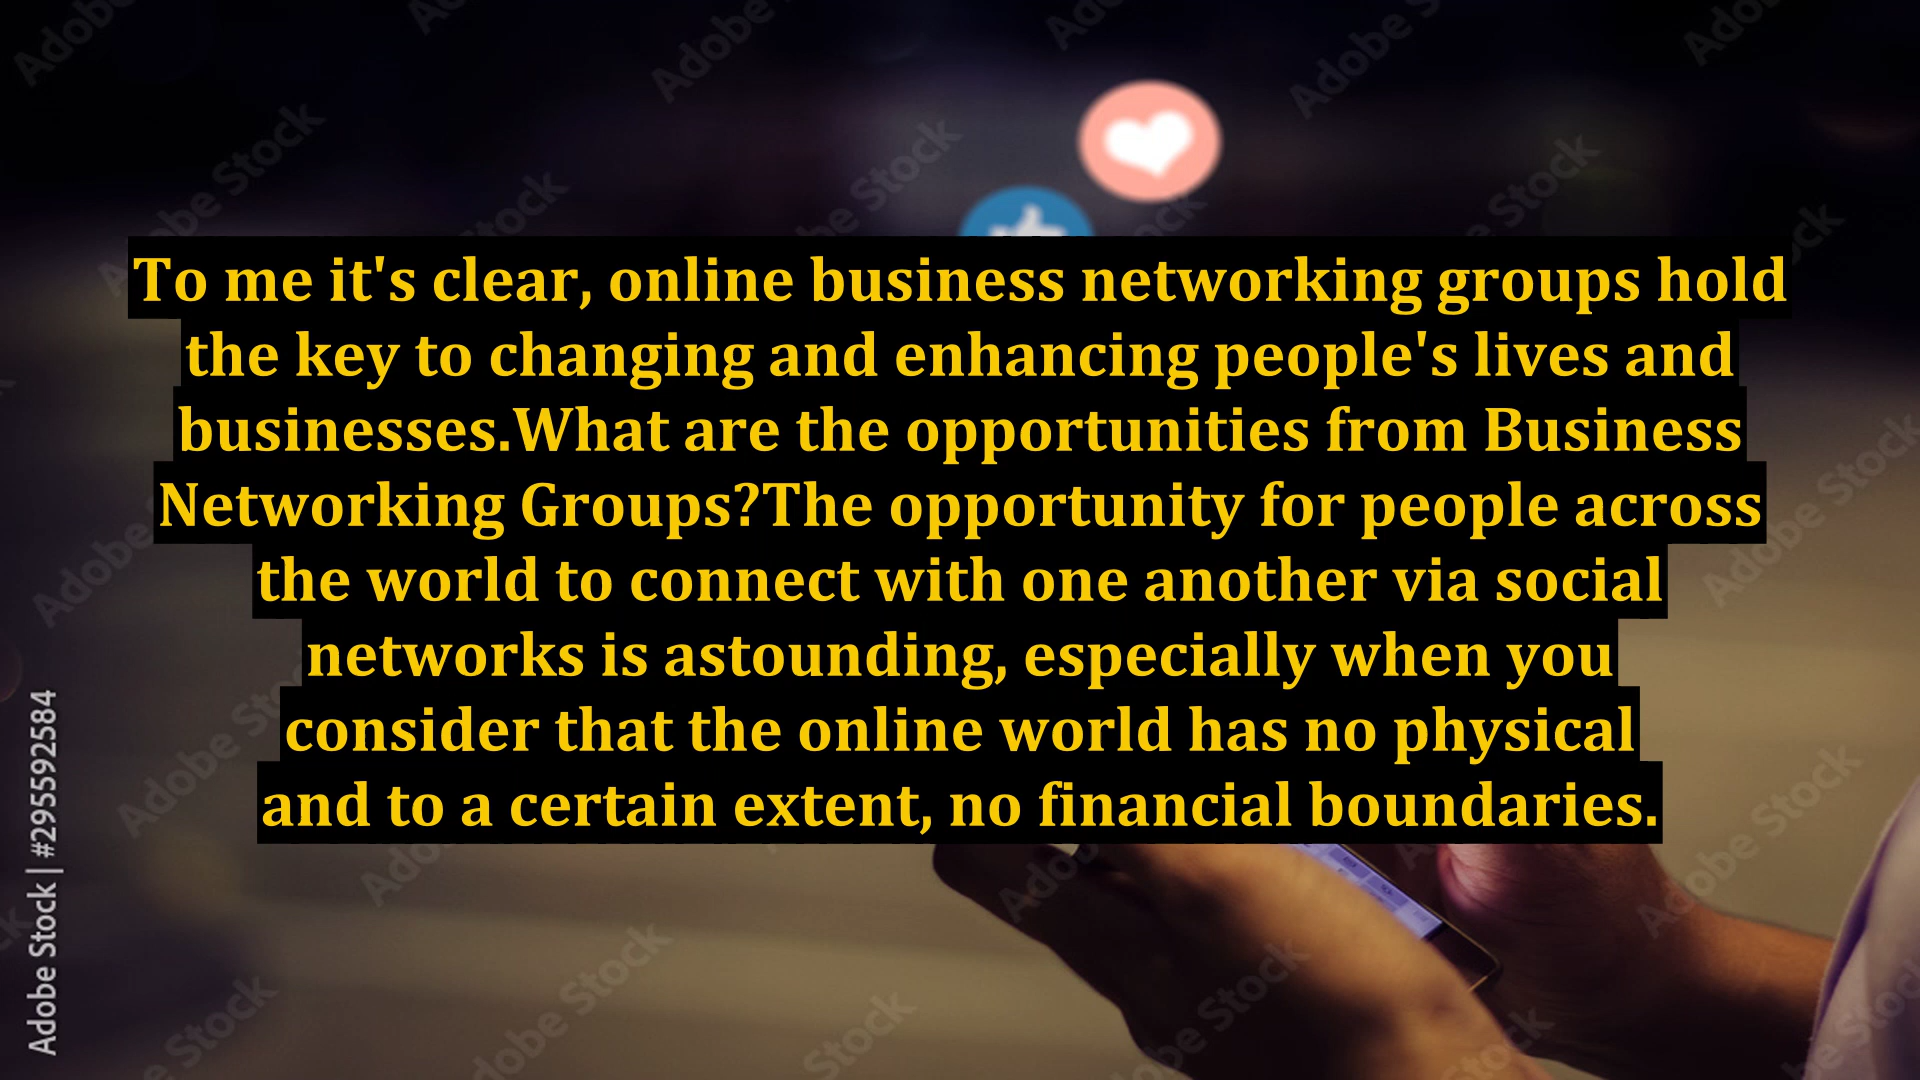 To me it's clear, online business networking groups hold
the key to changing and enhancing people's lives and
businesses.What are the opportunities from Business
Networking Groups?The opportunity for people across
the world to connect with one another via social
networks is astounding, especially when you
consider that the online world has no physical
and to a certain extent, no financial boundaries.
Adobe Stock | #295592584
Adobe Stock